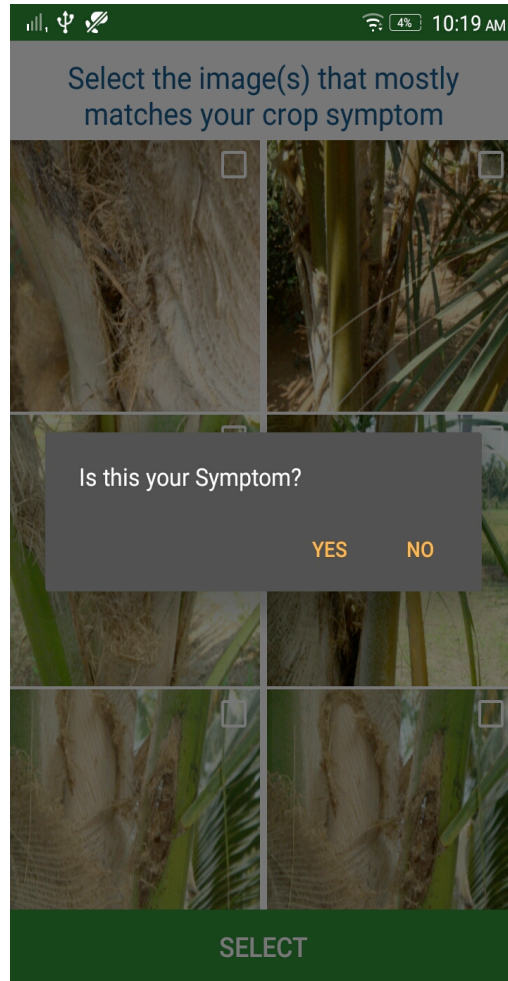 4% 10:19 AM
Select the image(s) that mostly
matches your crop symptom
Is this your Symptom?
YES NO
SELECT